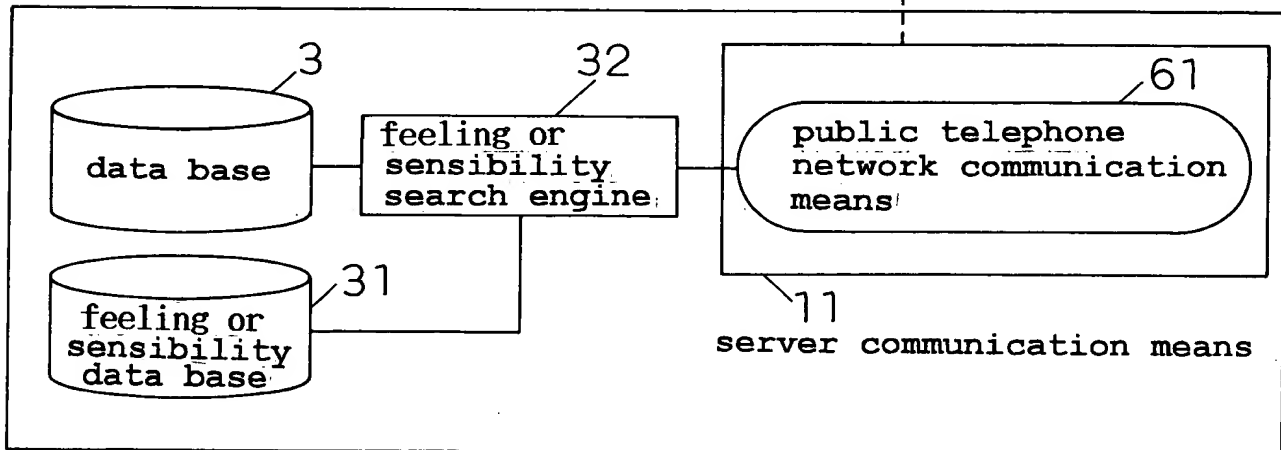 3
data base
32
feeling or
sensibility
search engine
61
public telephone
network communication
means
31
feeling or
sensibility
data base
11
server communication means